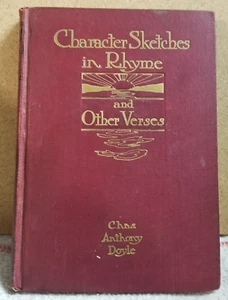 Character Sketches
in Rhyme
and
Other Verses
Chas
Anthony
Doyle